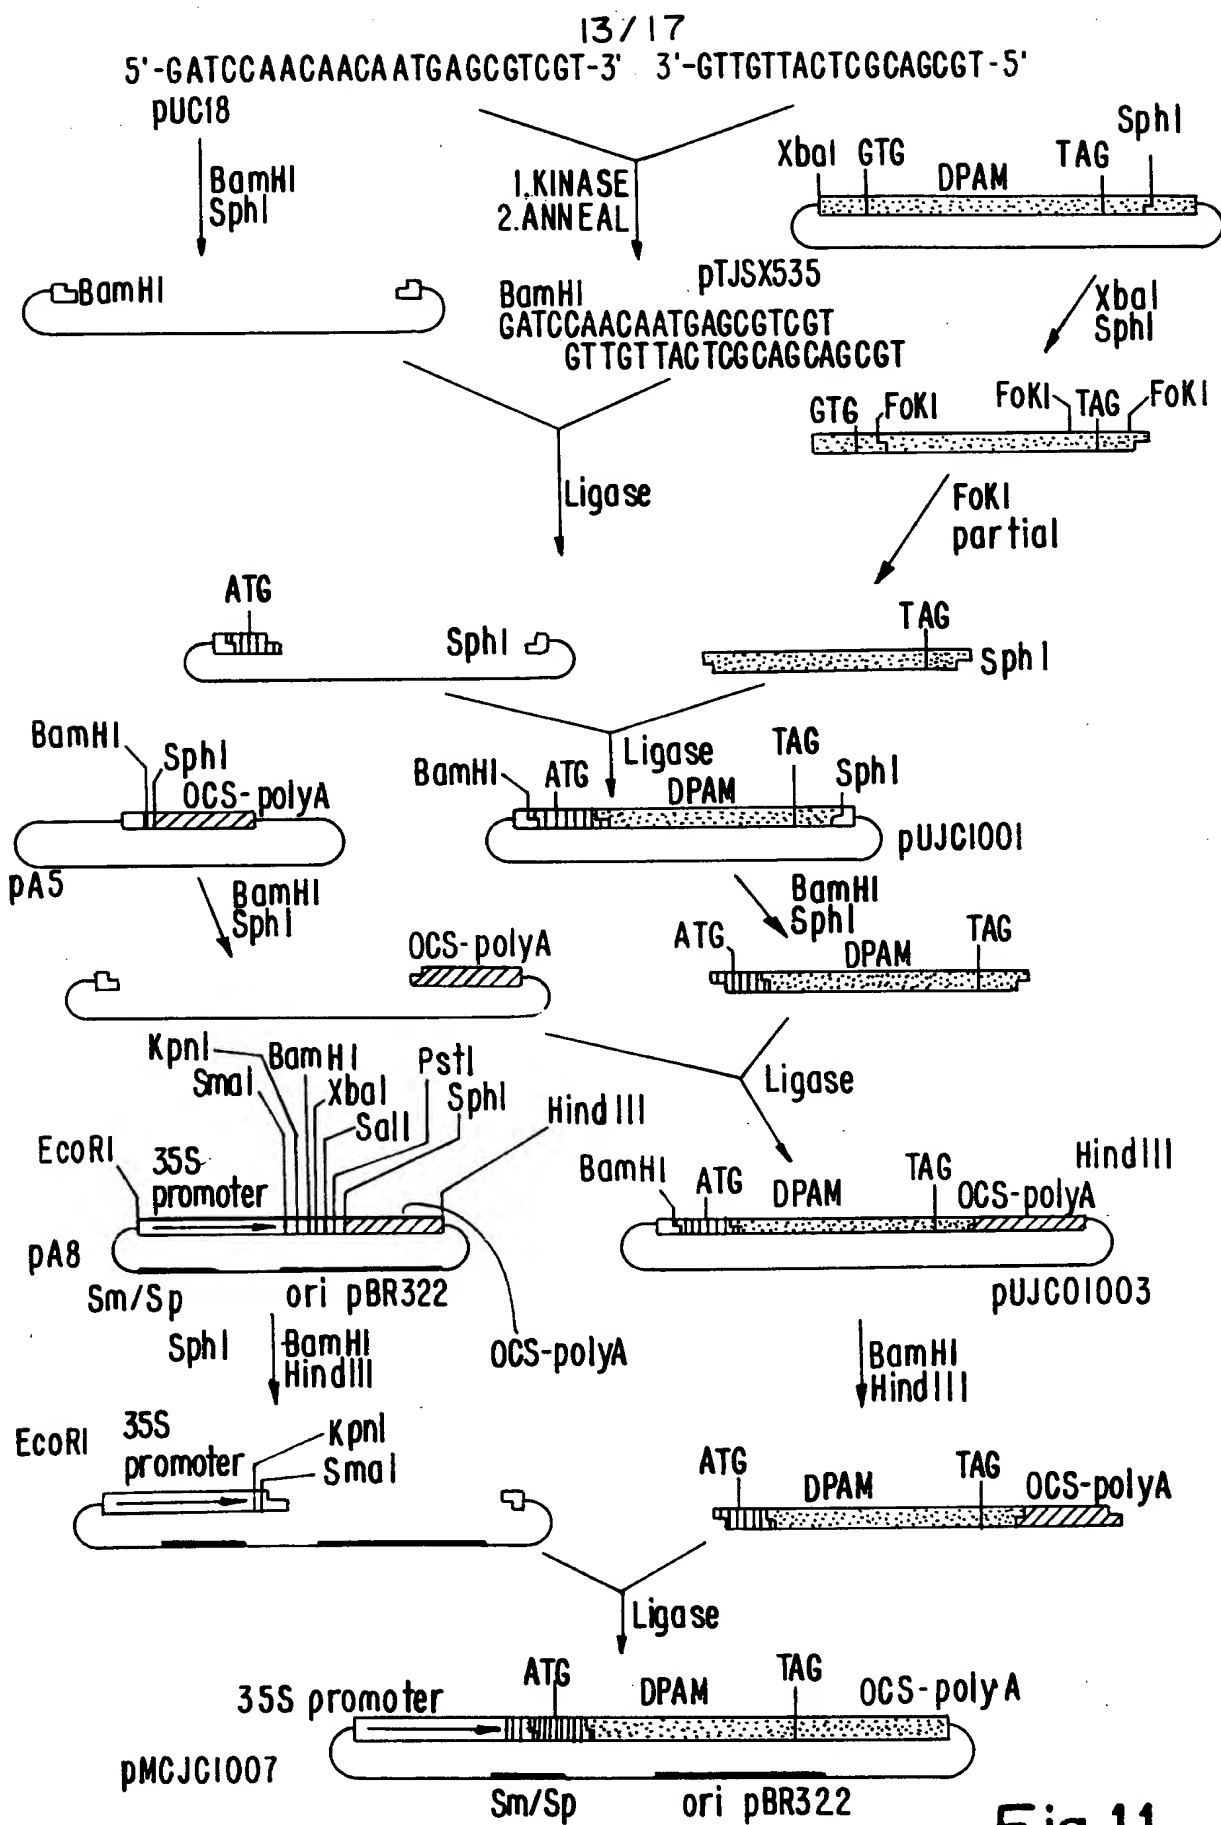 13/17
5'-GATCCAACAACAATGAGCGTCGT-3' 3'-GTTGTTACTCGCAGCGT-5'
pUC18
BamHI
SphI
1.KINASE
2.ANNEAL
XbaI GTG DPAM TAG SphI
pTJSX535
BamHI
BamHI
GATCCAACAATGAGCGTCGT
GTTGTTACTCGCAGCAGCGT
XbaI
SphI
GTG FoKI FoKI TAG FoKI
Ligase
FoKI
partial
ATG
SphI
TAG
SphI
BamHI
SphI
OCS-polyA
pA5
Ligase
BamHI ATG DPAM TAG SphI
pUJC1001
BamHI
SphI
OCS-polyA
BamHI
SphI
ATG DPAM TAG
Ligase
KpnI BamHI PstI
SmaI XbaI SphI
SalI HindIII
EcoRI 35S
promoter
pA8
Sm/Sp ori pBR322
OCS-polyA
BamHI ATG DPAM TAG HindIII
OCS-polyA
pUJC01003
SphI BamHI
HindIII
BamHI
HindIII
EcoRI 35S
promoter
KpnI
SmaI
ATG DPAM TAG OCS-polyA
Ligase
35S promoter ATG DPAM TAG OCS-polyA
pMCJC1007
Sm/Sp ori pBR322
Fig.11